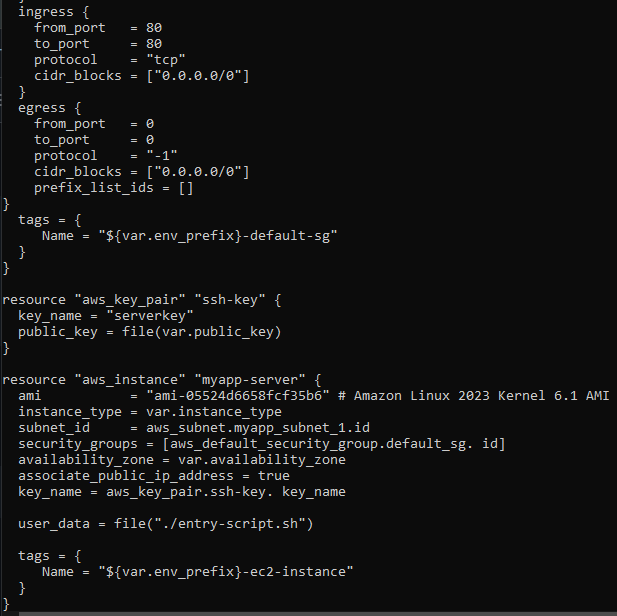 ingress {
    from_port   = 80
    to_port     = 80
    protocol    = "tcp"
    cidr_blocks = ["0.0.0.0/0"]
  }
  egress {
    from_port   = 0
    to_port     = 0
    protocol    = "-1"
    cidr_blocks = ["0.0.0.0/0"]
    prefix_list_ids = []
}
  tags = {
     Name = "${var.env_prefix}-default-sg"
  }
}

resource "aws_key_pair" "ssh-key" {
  key_name = "serverkey"
  public_key = file(var.public_key)
}

resource "aws_instance" "myapp-server" {
  ami           = "ami-05524d6658fcf35b6" # Amazon Linux 2023 Kernel 6.1 AMI
  instance_type = var.instance_type
  subnet_id     = aws_subnet.myapp_subnet_1.id
  security_groups = [aws_default_security_group.default_sg. id]
  availability_zone = var.availability_zone
  associate_public_ip_address = true
  key_name = aws_key_pair.ssh-key. key_name

  user_data = file("./entry-script.sh")

  tags = {
     Name = "${var.env_prefix}-ec2-instance"
  }
}